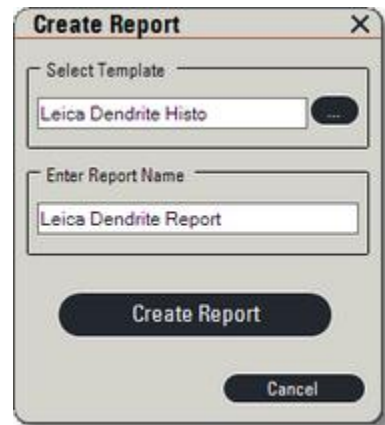 Create Report
Select Template
Leica Dendrite Histo
...
Enter Report Name
Leica Dendrite Report
Create Report
Cancel